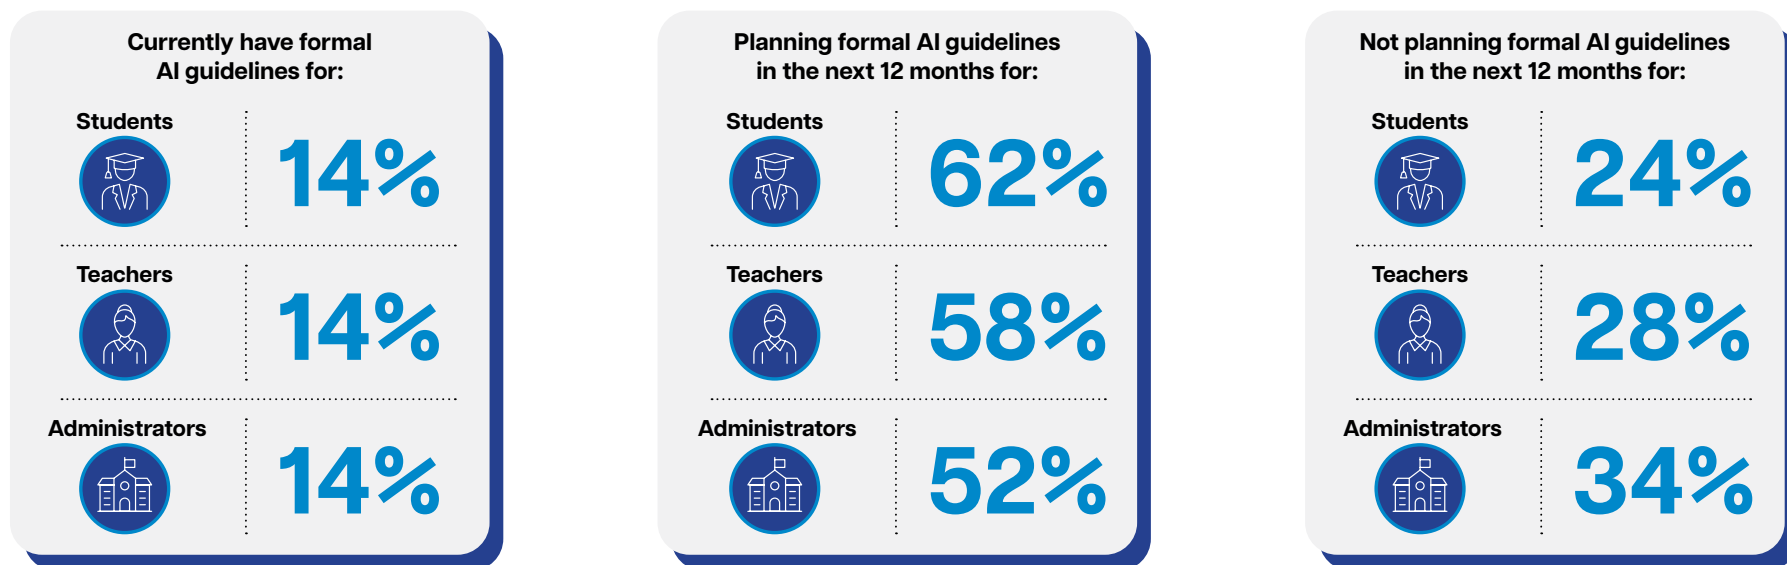 Currently have formal
AI guidelines for:
Students
14%
Teachers
14%
Administrators
14%
Planning formal AI guidelines
in the next 12 months for:
Students
62%
Teachers
58%
Administrators
52%
Not planning formal AI guidelines
in the next 12 months for:
Students
24%
Teachers
28%
Administrators
34%